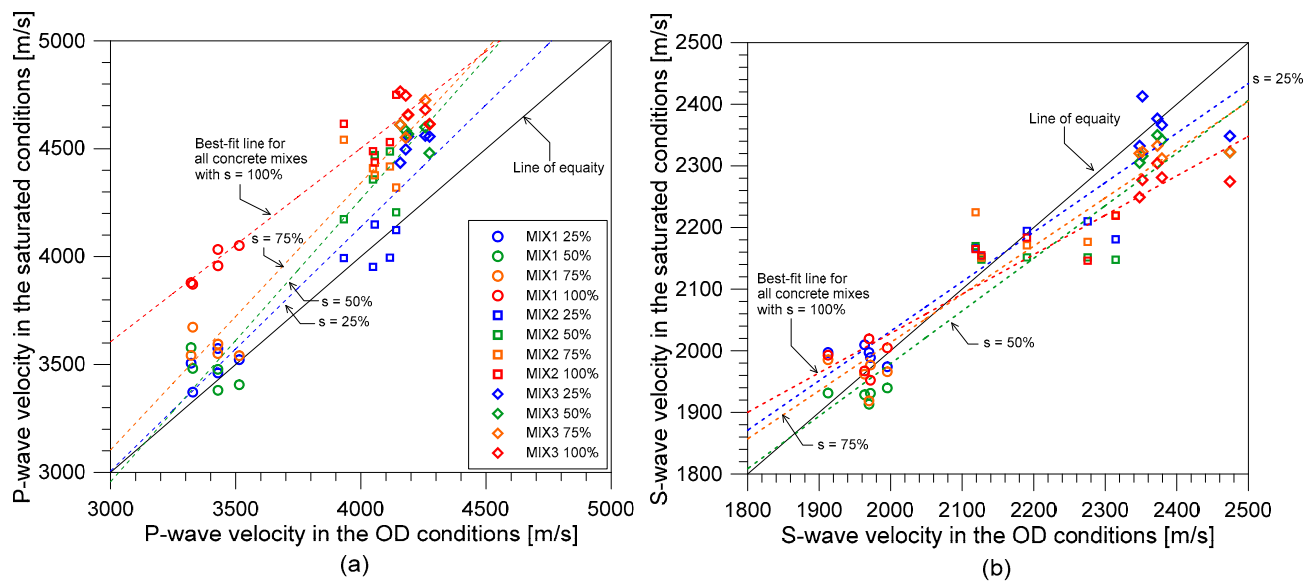 P-wave velocity in the saturated conditions [m/s]
5000
4500
4000
3500
3000
3000
3500
4000
4500
5000
P-wave velocity in the OD conditions [m/s]
(a)
Best-fit line for
all concrete mixes
with s = 100%
s = 75%
s = 50%
s = 25%
Line of equity
MIX1 25%
MIX1 50%
MIX1 75%
MIX1 100%
MIX2 25%
MIX2 50%
MIX2 75%
MIX2 100%
MIX3 25%
MIX3 50%
MIX3 75%
MIX3 100%
S-wave velocity in the saturated conditions [m/s]
2500
2400
2300
2200
2100
2000
1900
1800
1800
1900
2000
2100
2200
2300
2400
2500
S-wave velocity in the OD conditions [m/s]
(b)
s = 25%
Line of equity
Best-fit line for
all concrete mixes
with s = 100%
s = 50%
s = 75%